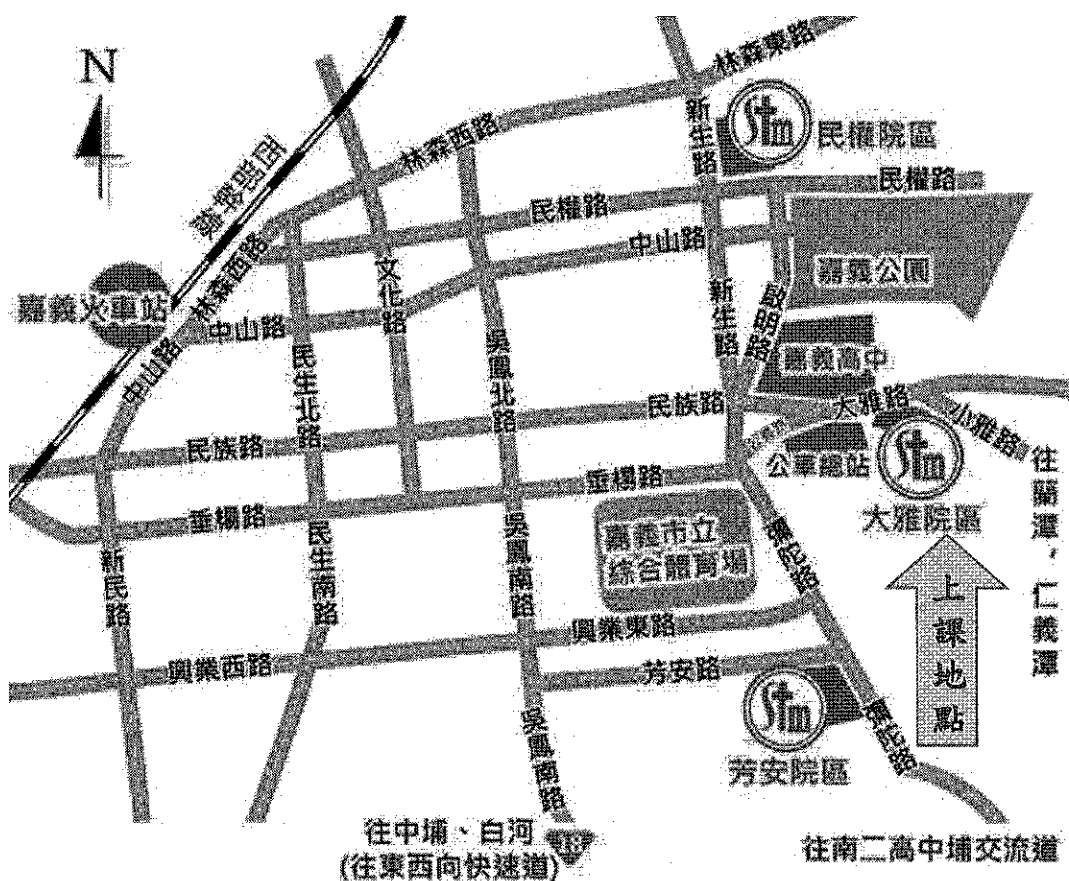 N
林森東路
新生路
民權院區
林森西路
縱貫鐵路
民權路
民權路
中山路
嘉義公園
文化路
林森西路
嘉義火車站
中山路
新生路
啟明路
吳鳳北路
嘉義高中
中山路
民生北路
大雅路
民族路
小雅路
民族路
公車總站
往蘭潭，仁義潭
垂楊路
大雅院區
垂楊路
嘉義市立
綜合體育場
彌陀路
新民路
民生南路
吳鳳南路
上課地點
興業東路
興業西路
芳安路
彌陀路
吳鳳南路
芳安院區
往中埔、白河
(往東西向快速道)
往南二高中埔交流道